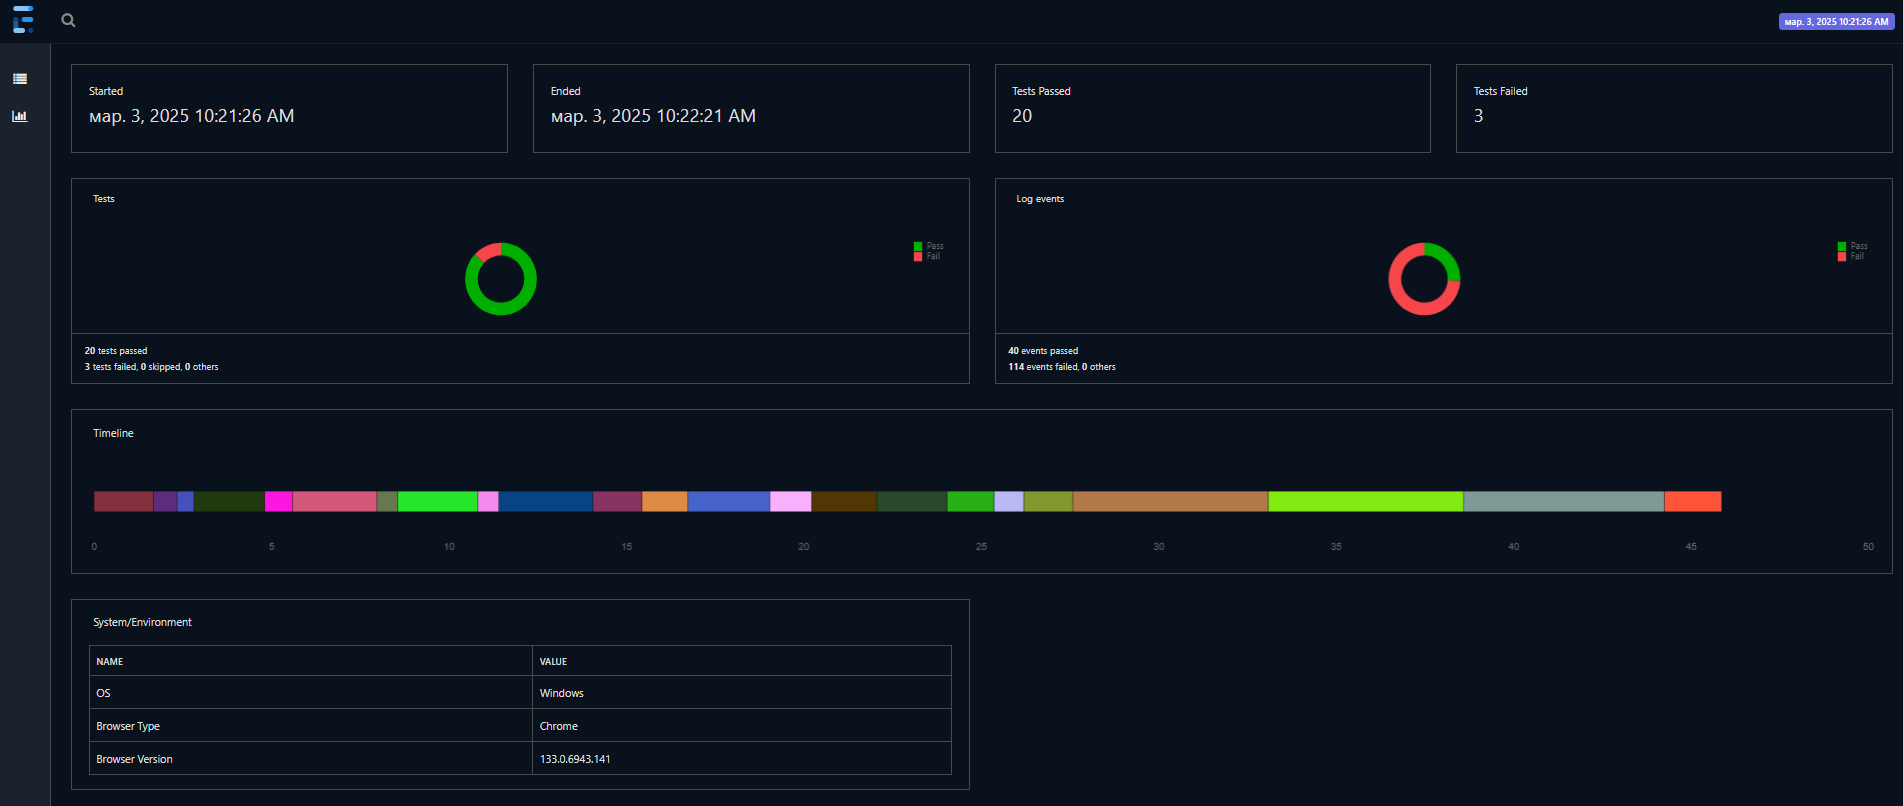 мар. 3, 2025 10:21:26 AM
Started
мар. 3, 2025 10:21:26 AM
Ended
мар. 3, 2025 10:22:21 AM
Tests Passed
20
Tests Failed
3
Tests
Pass
Fail
20 tests passed
3 tests failed, 0 skipped, 0 others
Log events
Pass
Fail
40 events passed
114 events failed, 0 others
Timeline
0 5 10 15 20 25 30 35 40 45 50
System/Environment
NAME VALUE
OS Windows
Browser Type Chrome
Browser Version 133.0.6943.141